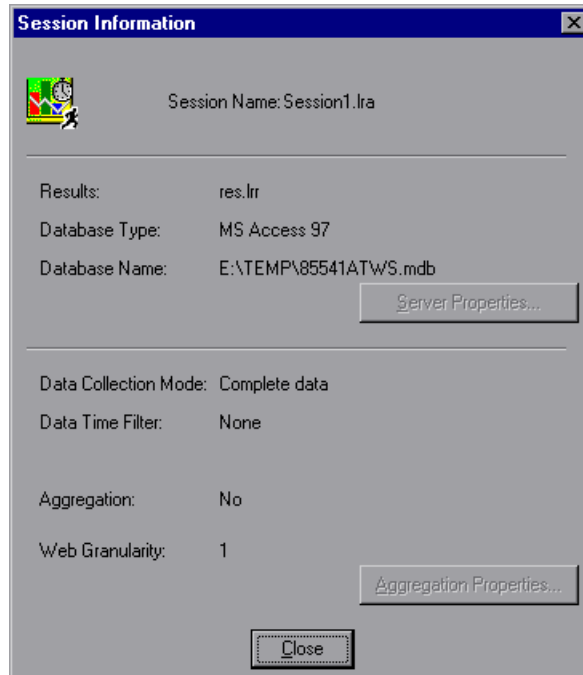 Session Information
Session Name: Session1.lra
Results: res.lrr
Database Type: MS Access 97
Database Name: E:\TEMP\85541ATWS.mdb
Server Properties...
Data Collection Mode: Complete data
Data Time Filter: None
Aggregation: No
Web Granularity: 1
Aggregation Properties...
Close